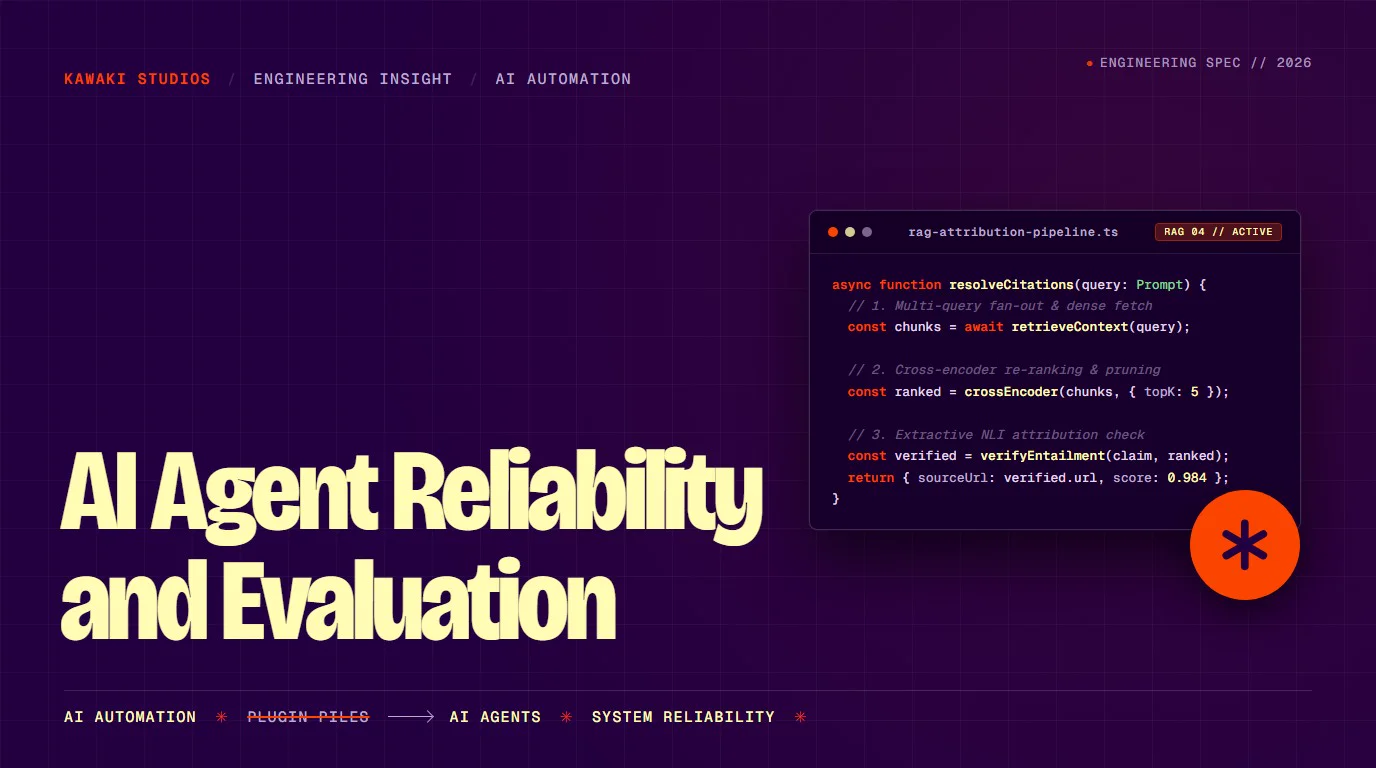 KAWAKI STUDIOS / ENGINEERING INSIGHT / AI AUTOMATION
ENGINEERING SPEC // 2026
rag-attribution-pipeline.ts
RAG 04 // ACTIVE
async function resolveCitations(query: Prompt) {
// 1. Multi-query fan-out & dense fetch
const chunks = await retrieveContext(query);
// 2. Cross-encoder re-ranking & pruning
const ranked = crossEncoder(chunks, { topK: 5 });
// 3. Extractive NLI attribution check
const verified = verifyEntailment(claim, ranked);
return { sourceUrl: verified.url, score: 0.984 };
}
AI Agent Reliability
and Evaluation
AI AUTOMATION ✳ PLUGIN PILES → AI AGENTS ✳ SYSTEM RELIABILITY ✳